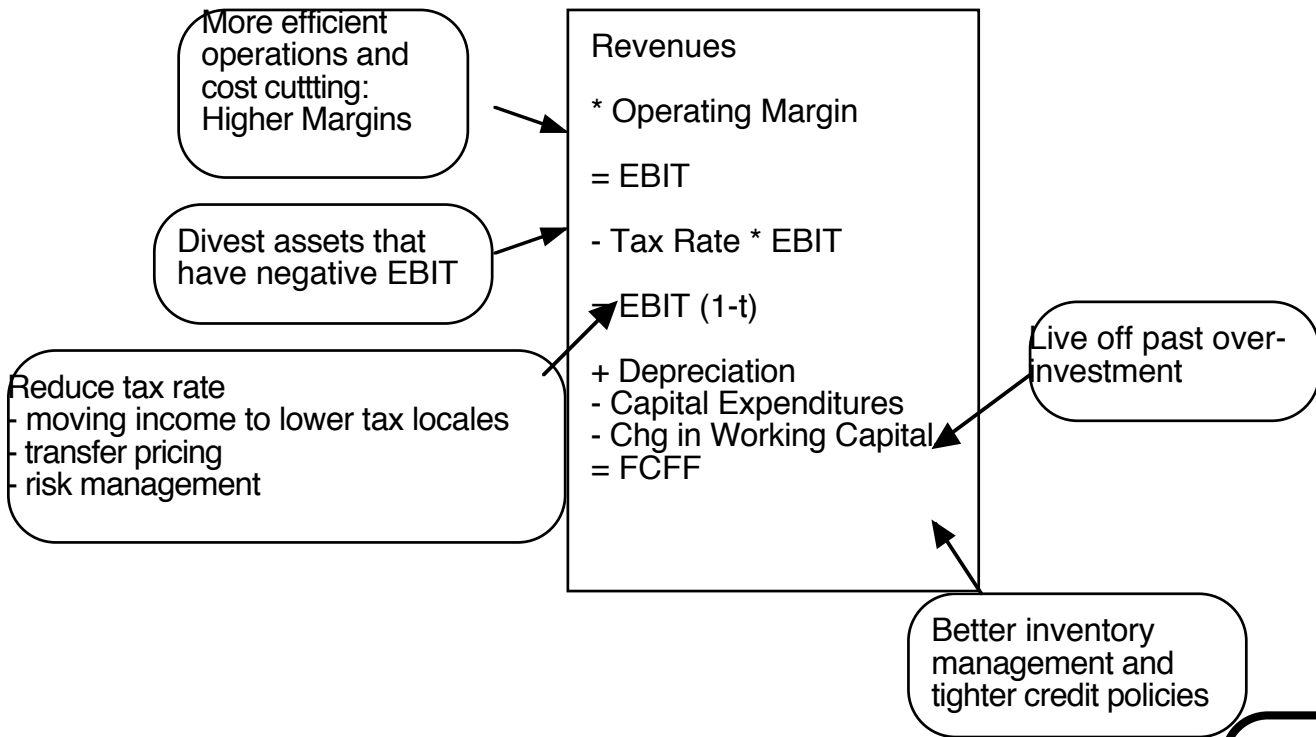 More efficient
operations and
cost cuttting:
Higher Margins
Divest assets that
have negative EBIT
Reduce tax rate
- moving income to lower tax locales
- transfer pricing
- risk management
Revenues
* Operating Margin
= EBIT
- Tax Rate * EBIT
= EBIT (1-t)
+ Depreciation
- Capital Expenditures
- Chg in Working Capital
= FCFF
Live off past over-
investment
Better inventory
management and
tighter credit policies